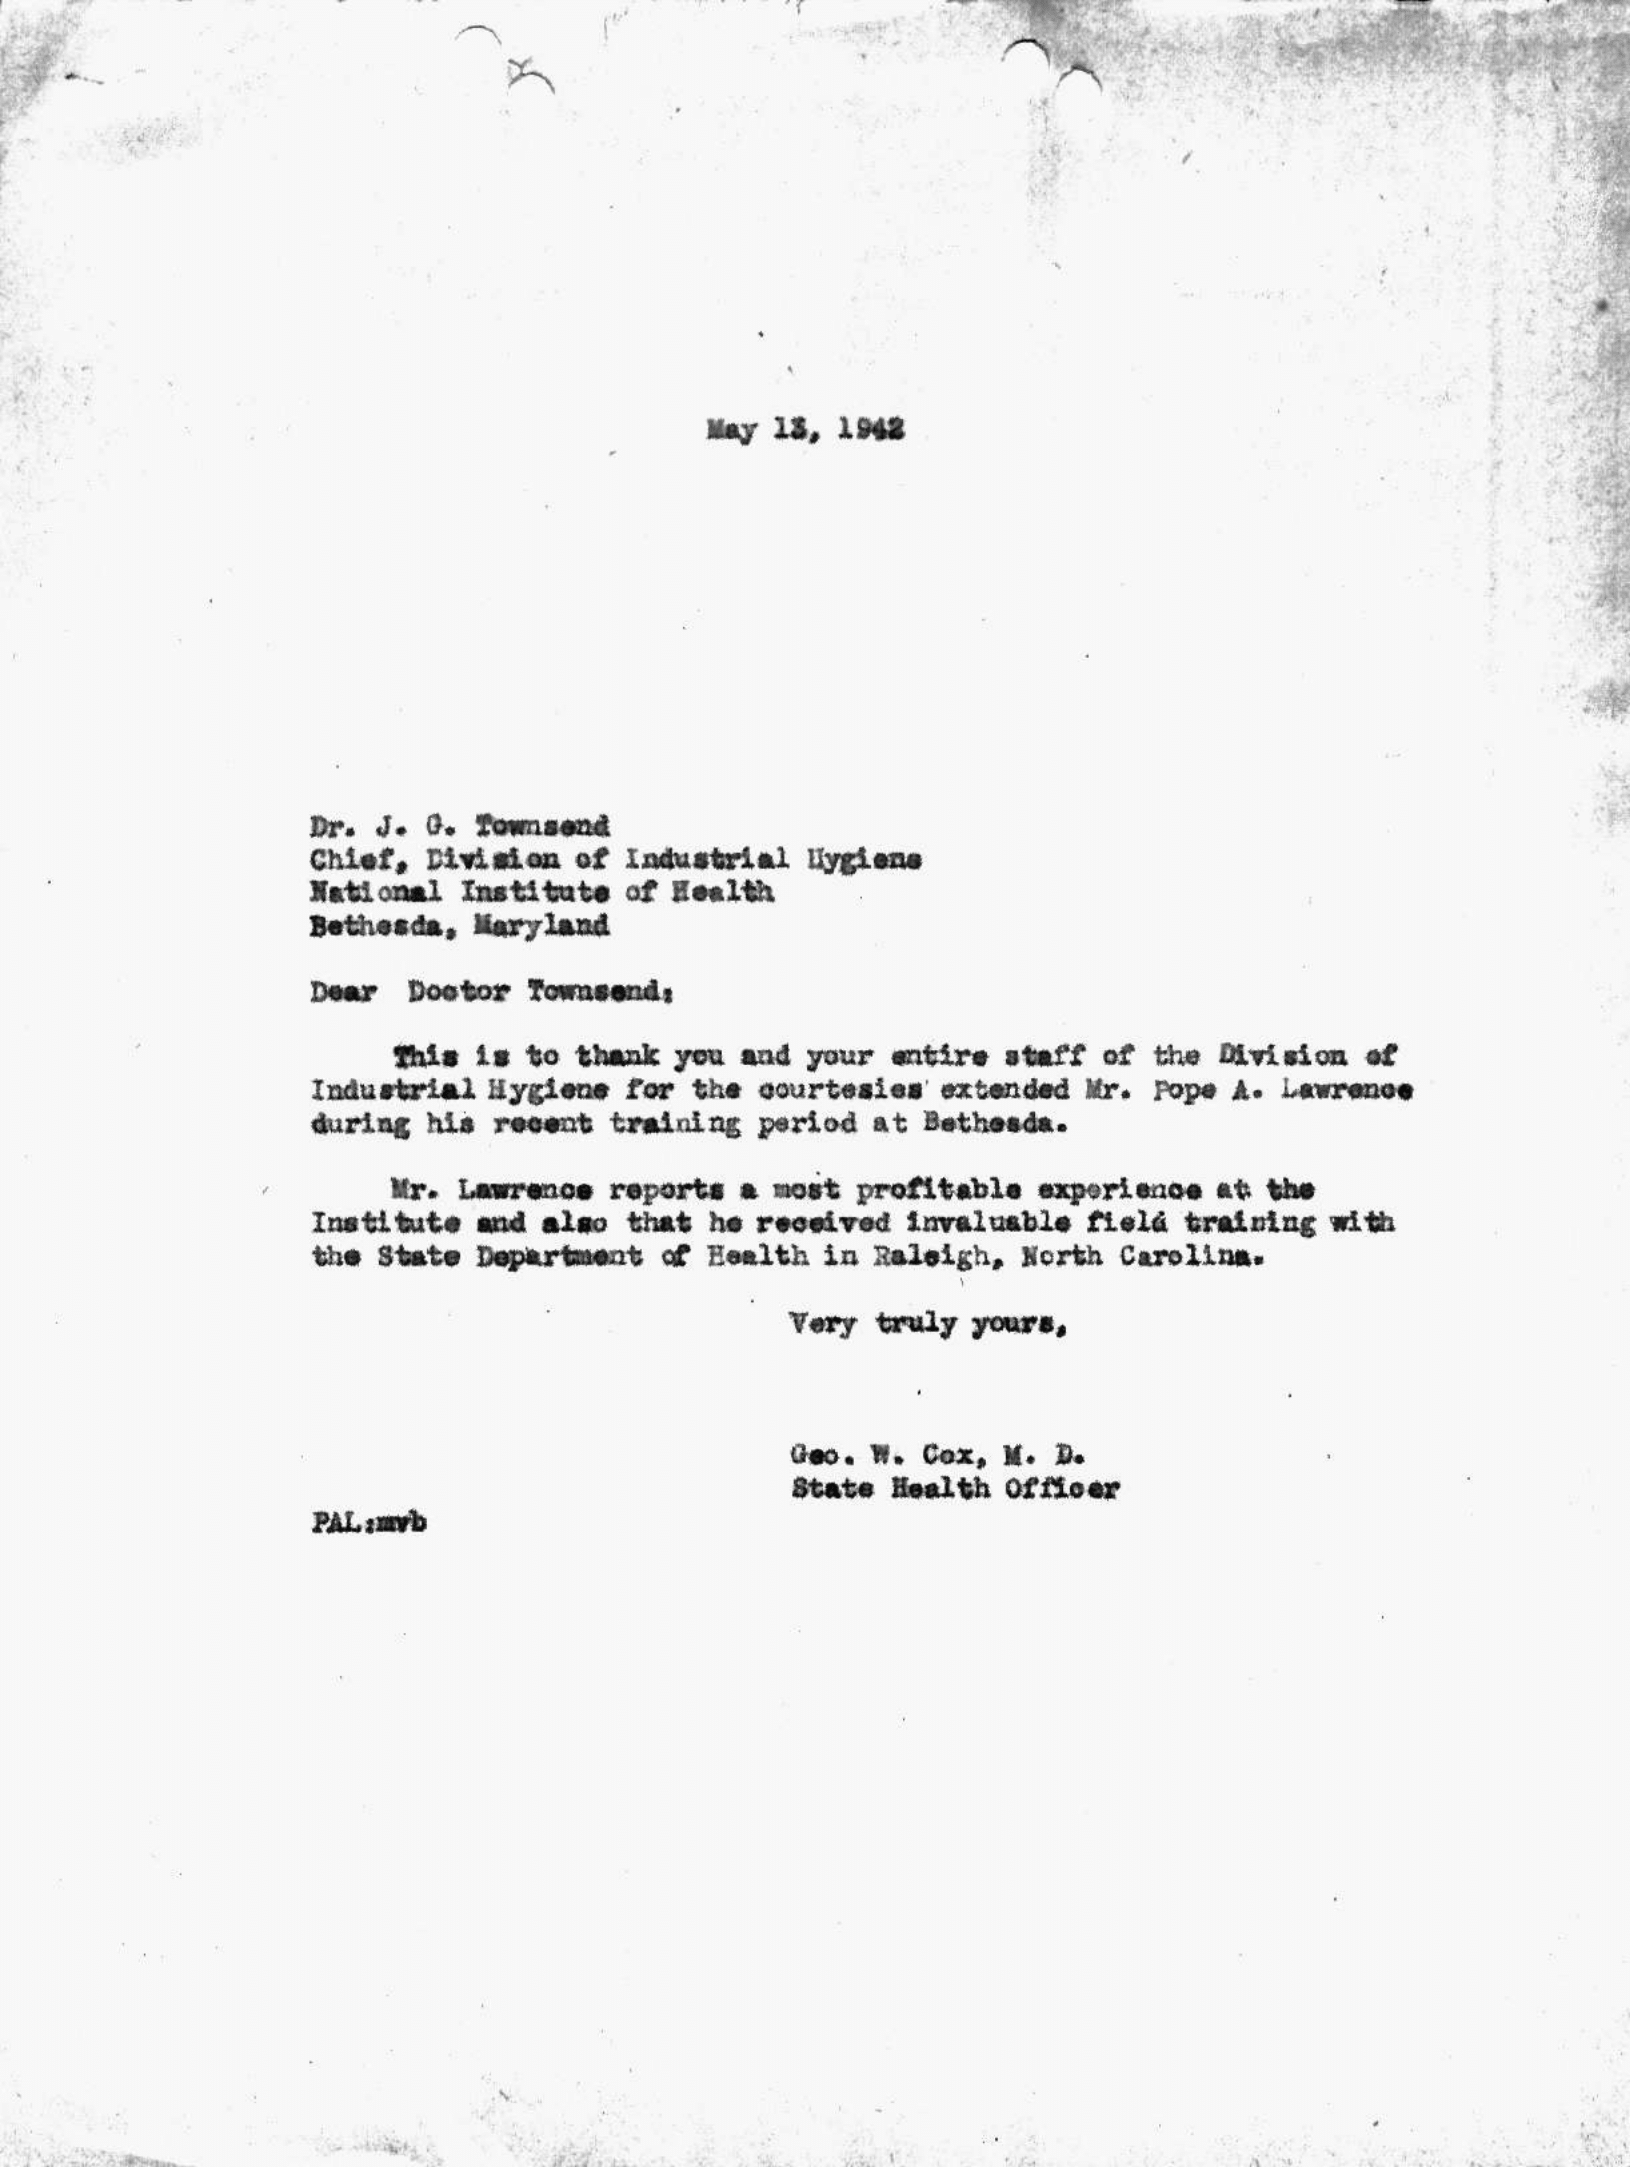 May 13, 1942
Dr. J. G. Townsend
Chief, Division of Industrial Hygiene
National Institute of Health
Bethesda, Maryland
Dear Doctor Townsend:
This is to thank you and your entire staff of the Division of
Industrial Hygiene for the courtesies extended Mr. Pope A. Lawrence
during his recent training period at Bethesda.
Mr. Lawrence reports a most profitable experience at the
Institute and also that he received invaluable field training with
the State Department of Health in Raleigh, North Carolina.
Very truly yours,
Geo. W. Cox, M. D.
State Health Officer
PAL:mvb